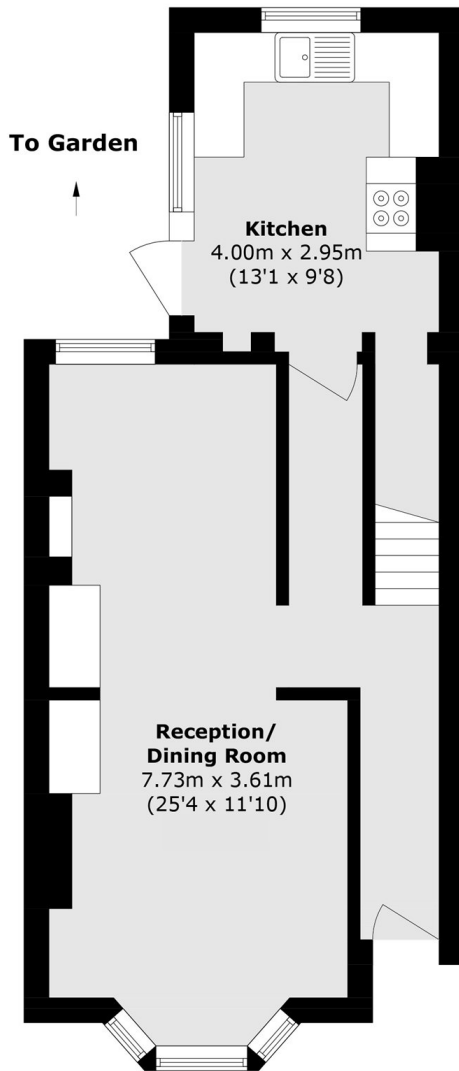 To Garden
Kitchen
4.00m x 2.95m
(13'1 x 9'8)
Reception/
Dining Room
7.73m x 3.61m
(25'4 x 11'10)